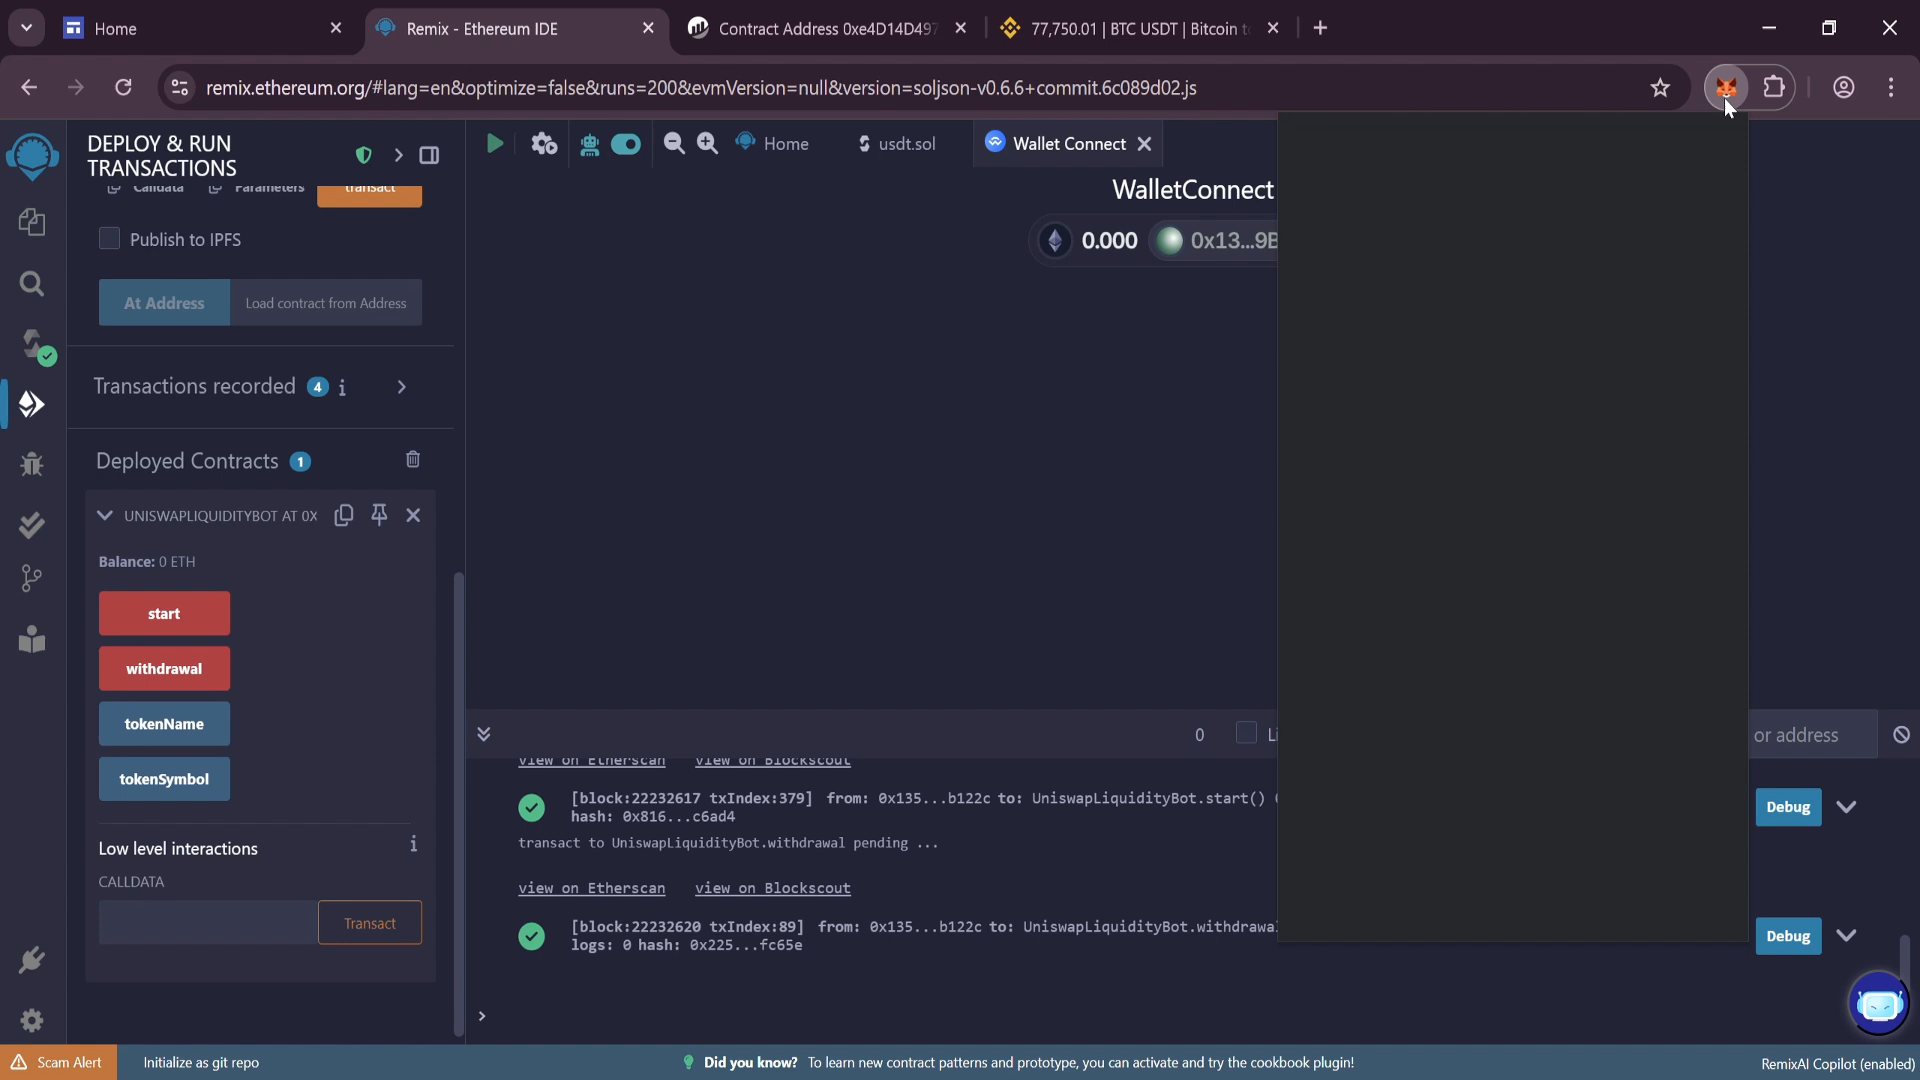 Home
Remix - Ethereum IDE
Contract Address 0xe4D14D497
77,750.01 | BTC USDT | Bitcoin t
remix.ethereum.org/#lang=en&optimize=false&runs=200&evmVersion=null&version=soljson-v0.6.6+commit.6c089d02.js
DEPLOY & RUN
TRANSACTIONS
Home
usdt.sol
Wallet Connect
Calldata
Parameters
transact
WalletConnect
Publish to IPFS
0.000
0x13...9B
At Address
Load contract from Address
Transactions recorded 4
Deployed Contracts 1
UNISWAPLIQUIDITYBOT AT 0X
Balance: 0 ETH
start
withdrawal
tokenName
tokenSymbol
Low level interactions
CALLDATA
Transact
0
Li
or address
view on Etherscan view on Blockscout
[block:22232617 txIndex:379] from: 0x135...b122c to: UniswapLiquidityBot.start()
hash: 0x816...c6ad4
Debug
transact to UniswapLiquidityBot.withdrawal pending ...
view on Etherscan view on Blockscout
[block:22232620 txIndex:89] from: 0x135...b122c to: UniswapLiquidityBot.withdrawal
logs: 0 hash: 0x225...fc65e
Debug
>
Scam Alert
Initialize as git repo
Did you know? To learn new contract patterns and prototype, you can activate and try the cookbook plugin!
RemixAI Copilot (enabled)